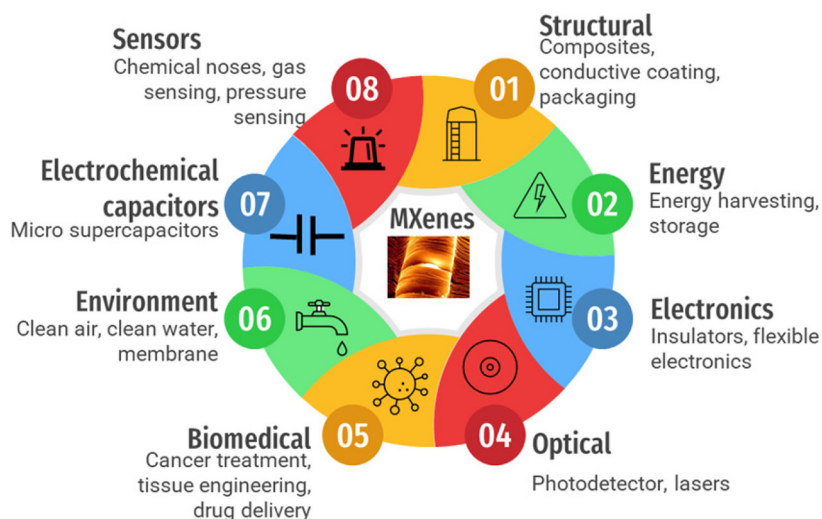 MXenes
01
Structural
Composites,
conductive coating,
packaging
02
Energy
Energy harvesting,
storage
03
Electronics
Insulators, flexible
electronics
04
Optical
Photodetector, lasers
05
Biomedical
Cancer treatment,
tissue engineering,
drug delivery
06
Environment
Clean air, clean water,
membrane
07
Electrochemical
capacitors
Micro supercapacitors
08
Sensors
Chemical noses, gas
sensing, pressure
sensing